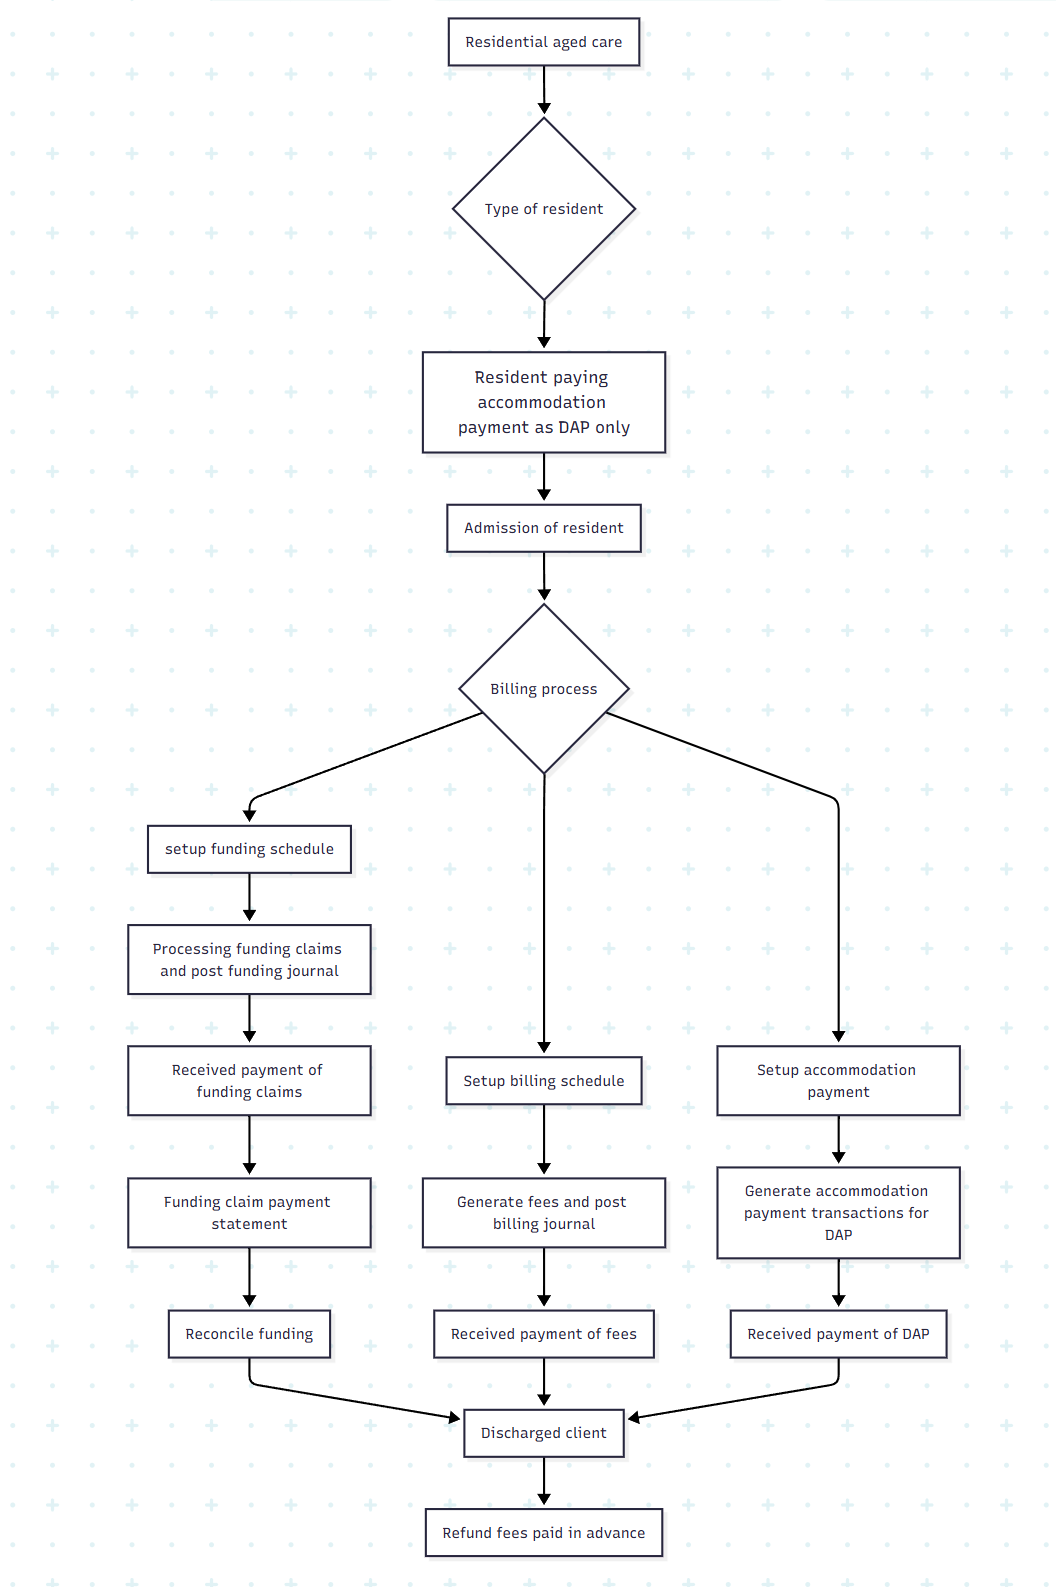 Residential aged care
Type of resident
Resident paying
accommodation
payment as DAP only
Admission of resident
Billing process
setup funding schedule
Processing funding claims
and post funding journal
Received payment of
funding claims
Funding claim payment
statement
Reconcile funding
Setup billing schedule
Generate fees and post
billing journal
Received payment of fees
Setup accommodation
payment
Generate accommodation
payment transactions for
DAP
Received payment of DAP
Discharged client
Refund fees paid in advance